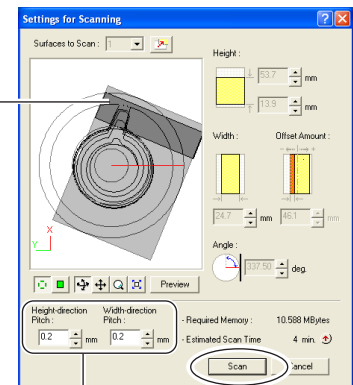 Settings for Scanning
Surfaces to Scan : 1
Height :
53.7 mm
13.9 mm
Width : Offset Amount :
24.7 mm 46.1 mm
Angle :
337.50 deg.
X
Y
Preview
Height-direction Pitch : Width-direction Pitch :
0.2 mm 0.2 mm
- Required Memory : 10.588 MBytes
- Estimated Scan Time 4 min.
Scan Cancel